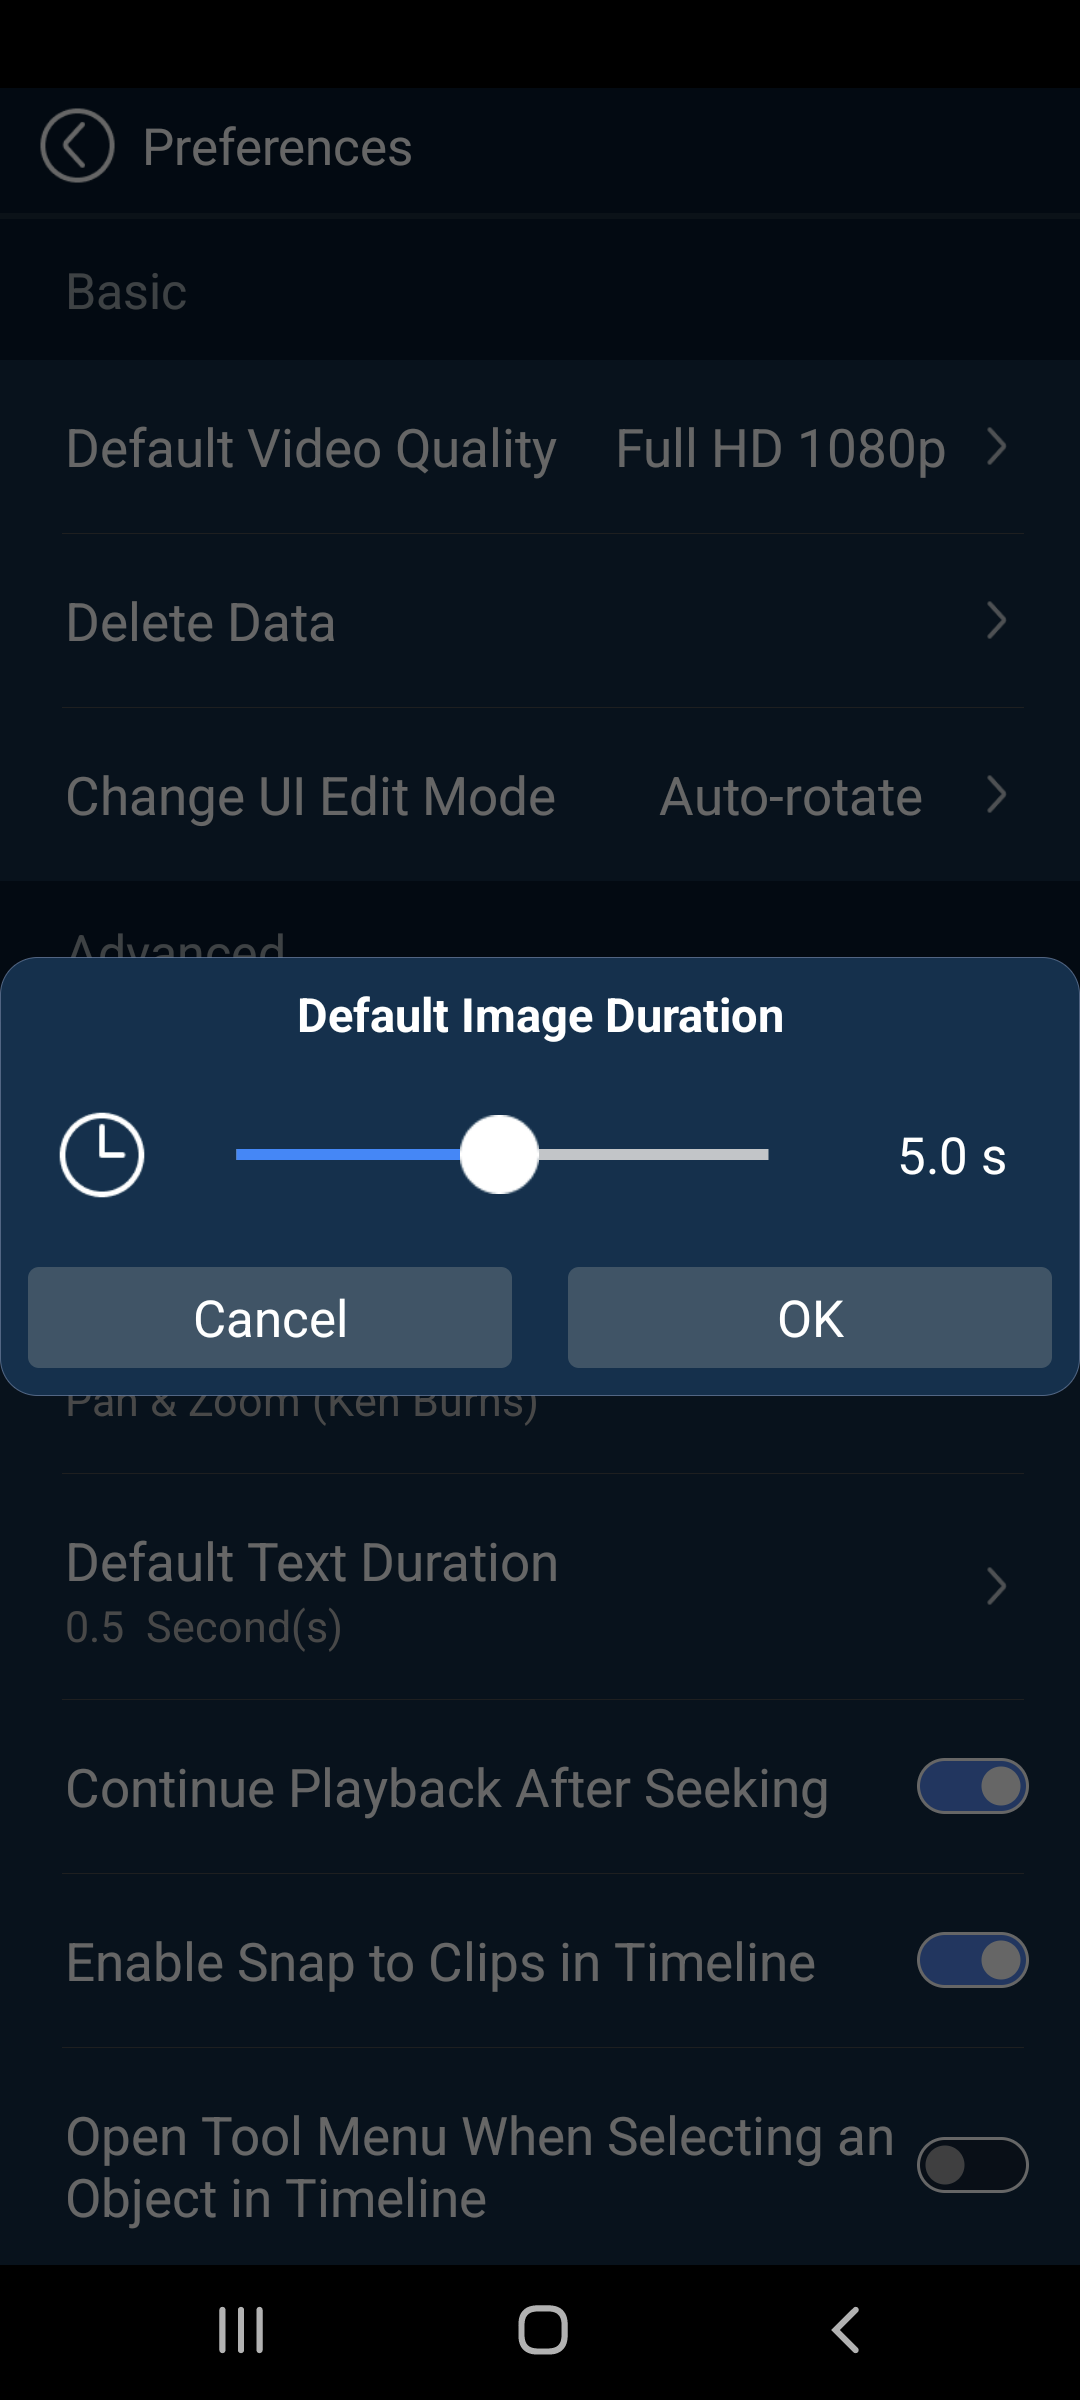 Preferences
Basic
Default Video Quality Full HD 1080p
Delete Data
Change UI Edit Mode Auto-rotate
Advanced
Default Image Duration
5.0 s
Cancel OK
Pan & Zoom (Ken Burns)
Default Text Duration
0.5 Second(s)
Continue Playback After Seeking
Enable Snap to Clips in Timeline
Open Tool Menu When Selecting an
Object in Timeline